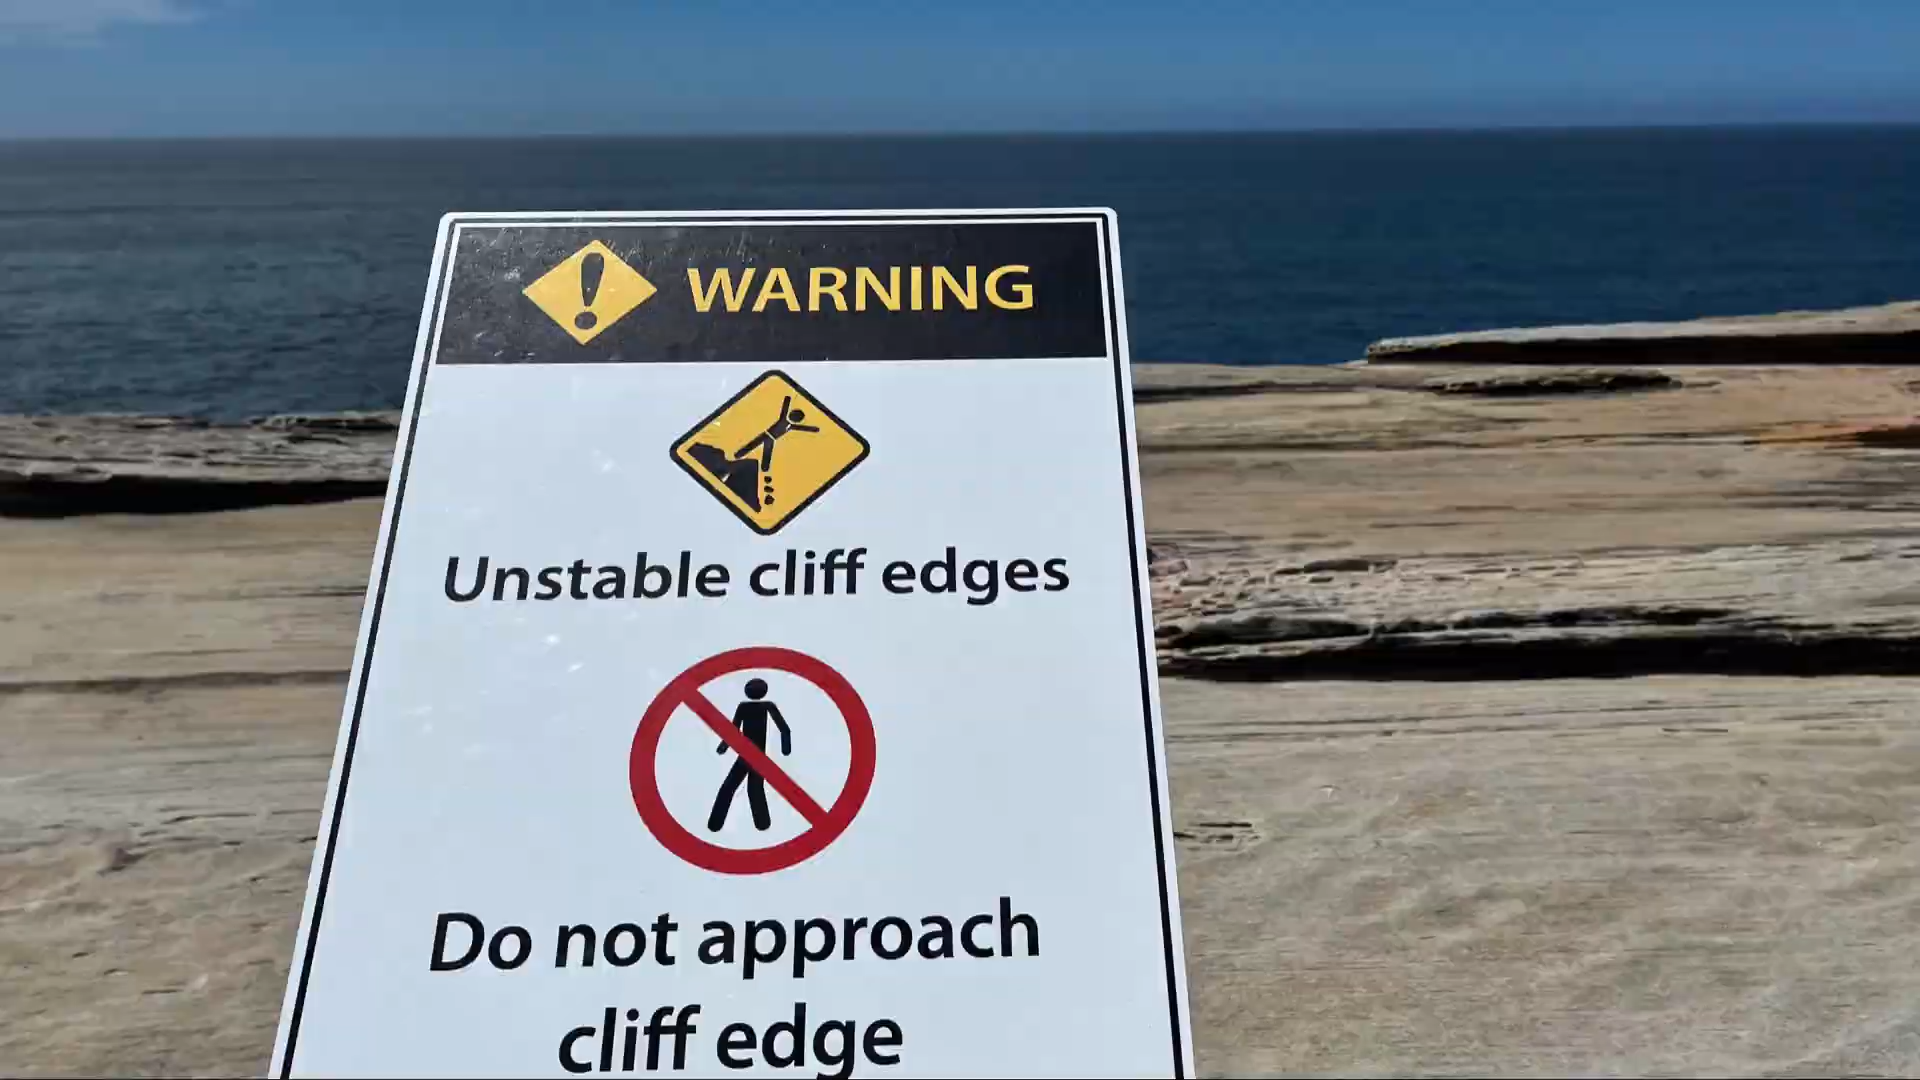 WARNING
Unstable cliff edges
Do not approach
cliff edge